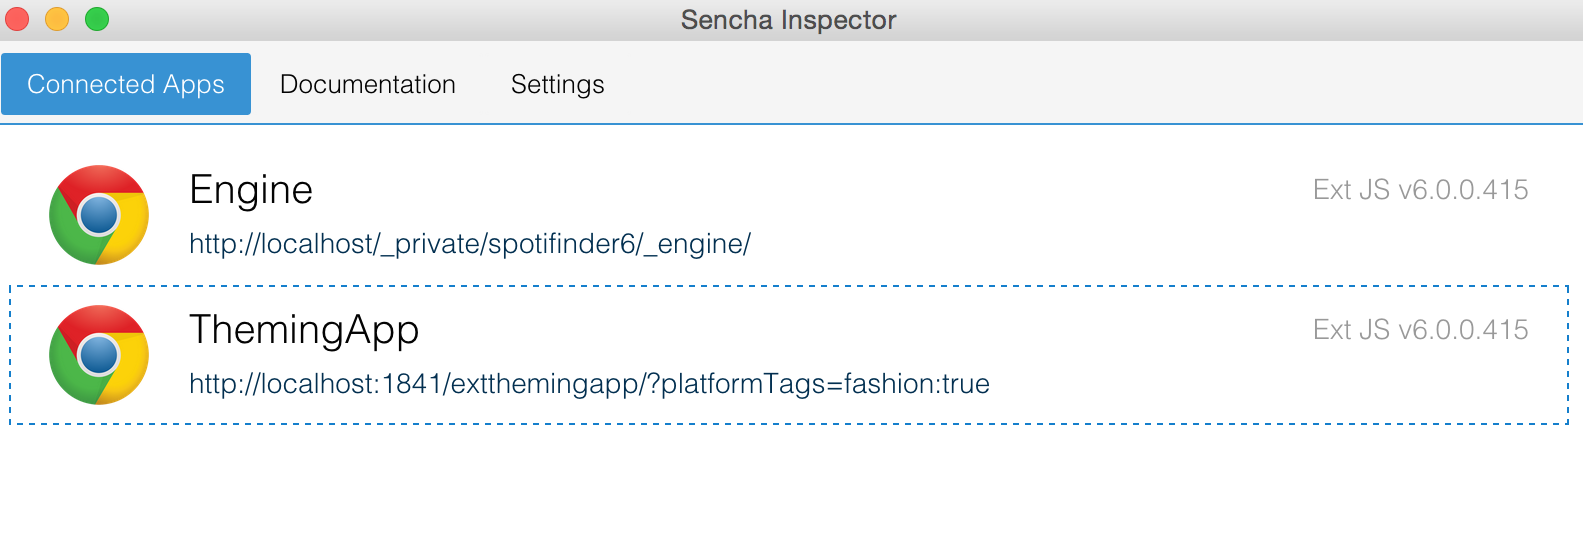 Sencha Inspector
Connected Apps Documentation Settings
Engine Ext JS v6.0.0.415
http://localhost/_private/spotifinder6/_engine/
ThemingApp Ext JS v6.0.0.415
http://localhost:1841/extthemingapp/?platformTags=fashion:true